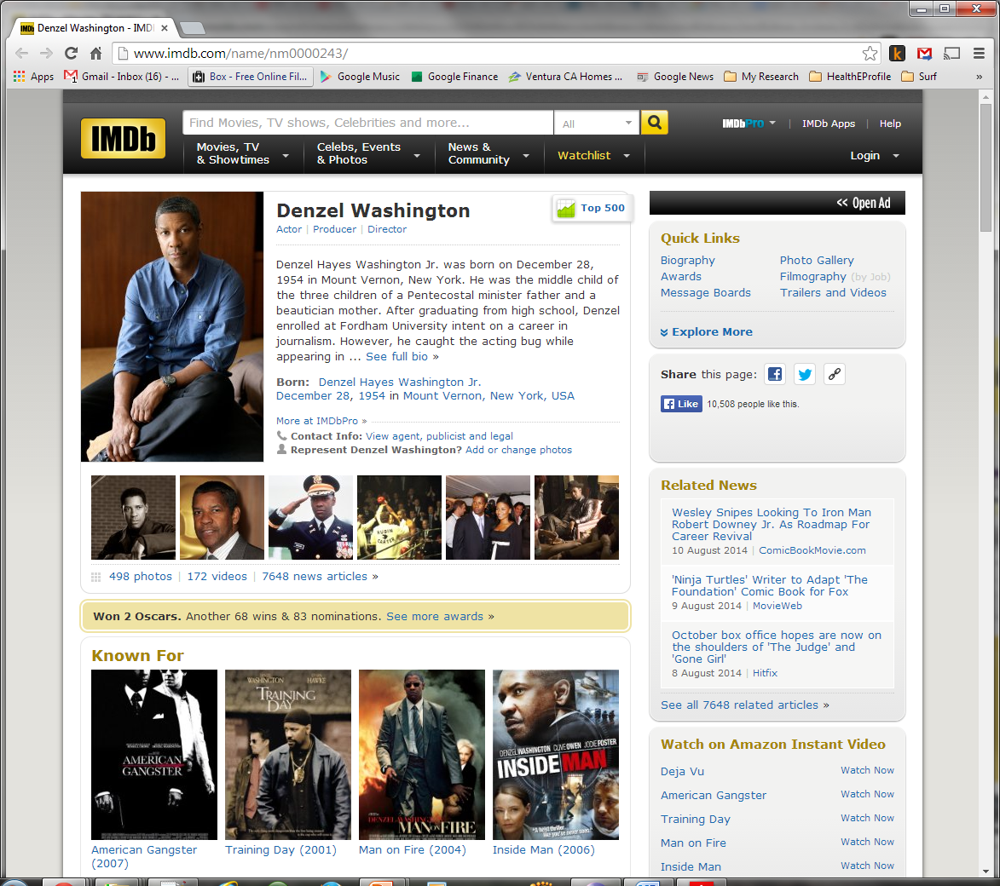 IMDb Denzel Washington - IMD
www.imdb.com/name/nm0000243/
Apps Gmail - Inbox (16) - ... Box - Free Online Fil... Google Music Google Finance Ventura CA Homes ... Google News My Research HealthEProfile Surf »
IMDb
Find Movies, TV shows, Celebrities and more...
All
IMDbPro | IMDb Apps | Help
Movies, TV
& Showtimes
Celebs, Events
& Photos
News &
Community
Watchlist
Login
Denzel Washington
Top 500
Actor | Producer | Director
Denzel Hayes Washington Jr. was born on December 28,
1954 in Mount Vernon, New York. He was the middle child of
the three children of a Pentecostal minister father and a
beautician mother. After graduating from high school, Denzel
enrolled at Fordham University intent on a career in
journalism. However, he caught the acting bug while
appearing in ... See full bio »
Born: Denzel Hayes Washington Jr.
December 28, 1954 in Mount Vernon, New York, USA
More at IMDbPro »
Contact Info: View agent, publicist and legal
Represent Denzel Washington? Add or change photos
RUBIN
CARTER
498 photos | 172 videos | 7648 news articles »
Won 2 Oscars. Another 68 wins & 83 nominations. See more awards »
Known For
AMERICAN
GANGSTER
WASHINGTON HAWKE
TRAINING
DAY
DENZEL WASHINGTON
MAN ON FIRE
DENZEL WASHINGTON CLIVE OWEN JODIE FOSTER
INSIDE MAN
American Gangster
(2007)
Training Day (2001)
Man on Fire (2004)
Inside Man (2006)
<< Open Ad
Quick Links
Biography
Photo Gallery
Awards
Filmography (by Job)
Message Boards
Trailers and Videos
Explore More
Share this page:
Like 10,508 people like this.
Related News
Wesley Snipes Looking To Iron Man
Robert Downey Jr. As Roadmap For
Career Revival
10 August 2014 | ComicBookMovie.com
'Ninja Turtles' Writer to Adapt 'The
Foundation' Comic Book for Fox
9 August 2014 | MovieWeb
October box office hopes are now on
the shoulders of 'The Judge' and
'Gone Girl'
8 August 2014 | Hitfix
See all 7648 related articles »
Watch on Amazon Instant Video
Deja Vu Watch Now
American Gangster Watch Now
Training Day Watch Now
Man on Fire Watch Now
Inside Man Watch Now